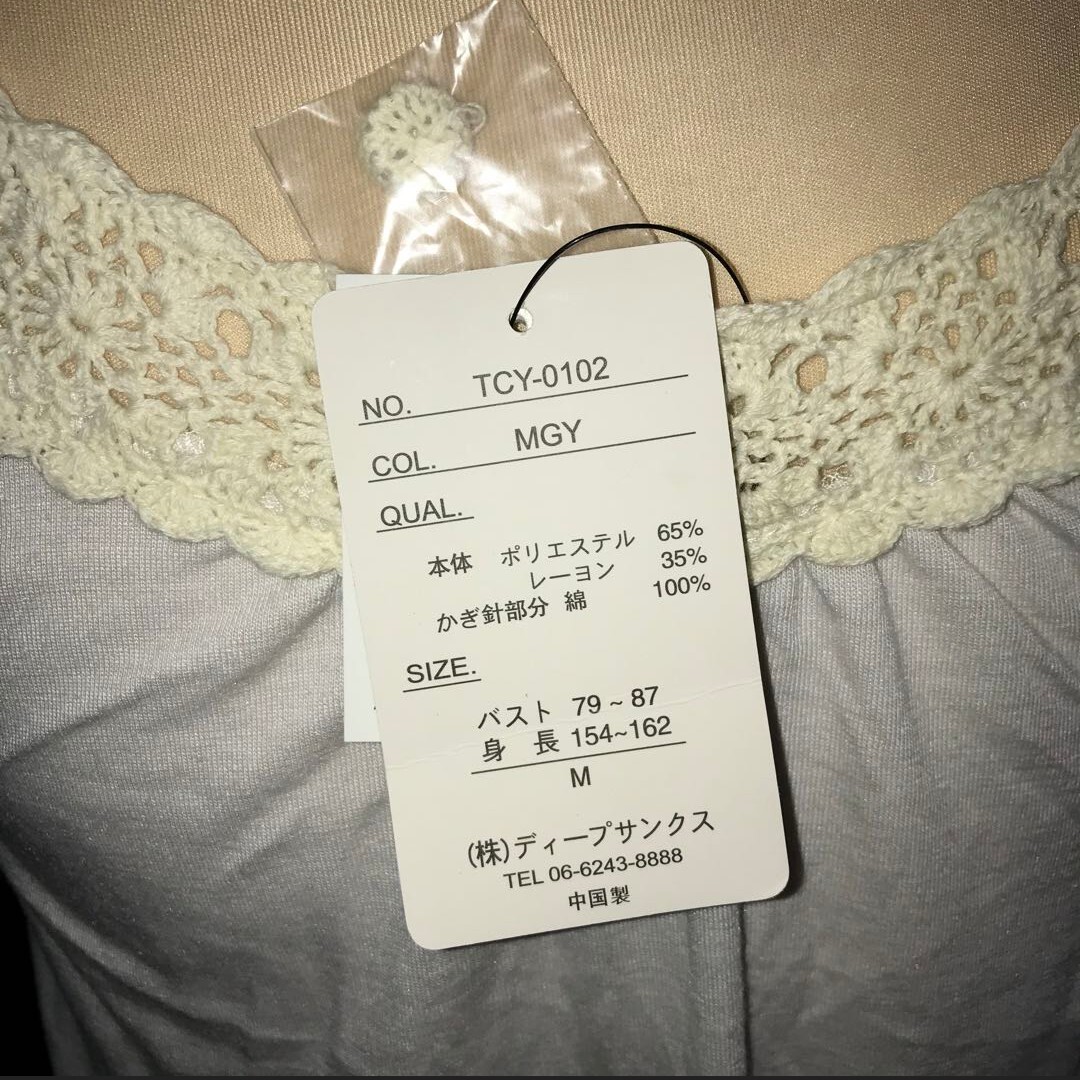 NO. TCY-0102
COL. MGY
QUAL.
本体 ポリエステル 65%
レーヨン 35%
かぎ針部分 綿 100%
SIZE.
バスト 79~87
身 長 154~162
M
(株)ディープサンクス
TEL 06-6243-8888
中国製